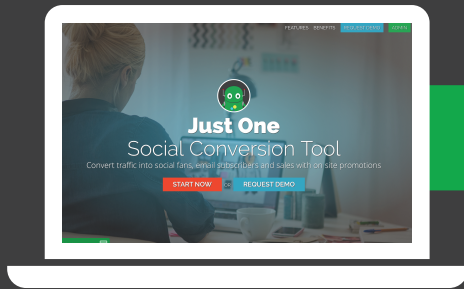 FEATURES BENEFITS REQUEST DEMO
Just One
Social Conversion Tool
Convert traffic into social fans, email subscribers and sales with on site promotions
START NOW OR REQUEST DEMO